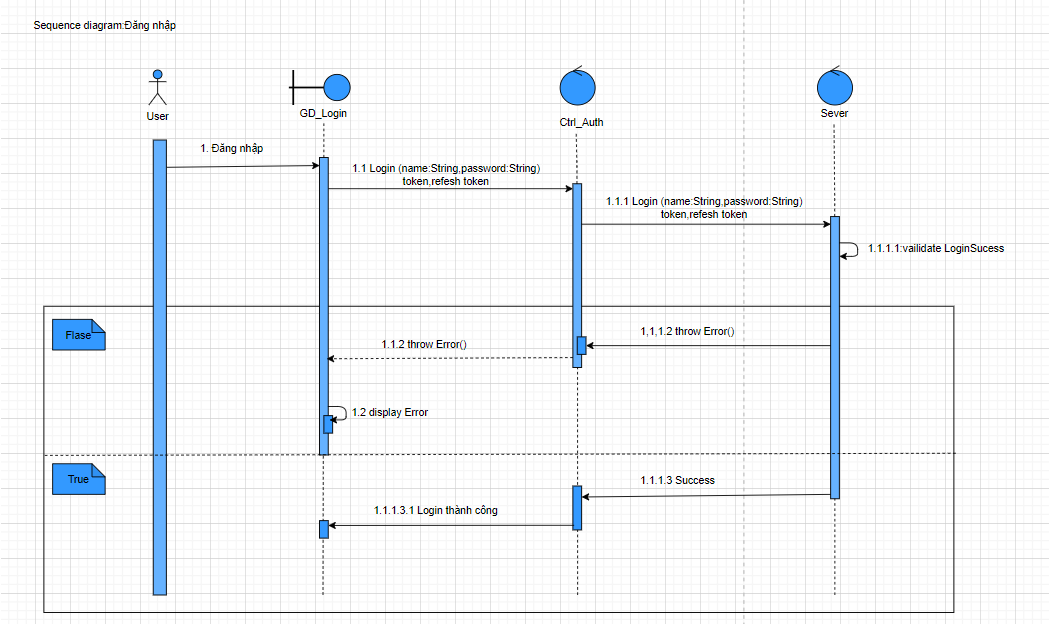 Sequence diagram:Đăng nhập
User
GD_Login
Ctrl_Auth
Sever
1. Đăng nhập
1.1 Login (name:String,password:String)
token,refesh token
1.1.1 Login (name:String,password:String)
token,refesh token
1.1.1.1:vailidate LoginSucess
Flase
1,1,1.2 throw Error()
1.1.2 throw Error()
1.2 display Error
True
1.1.1.3 Success
1.1.1.3.1 Login thành công